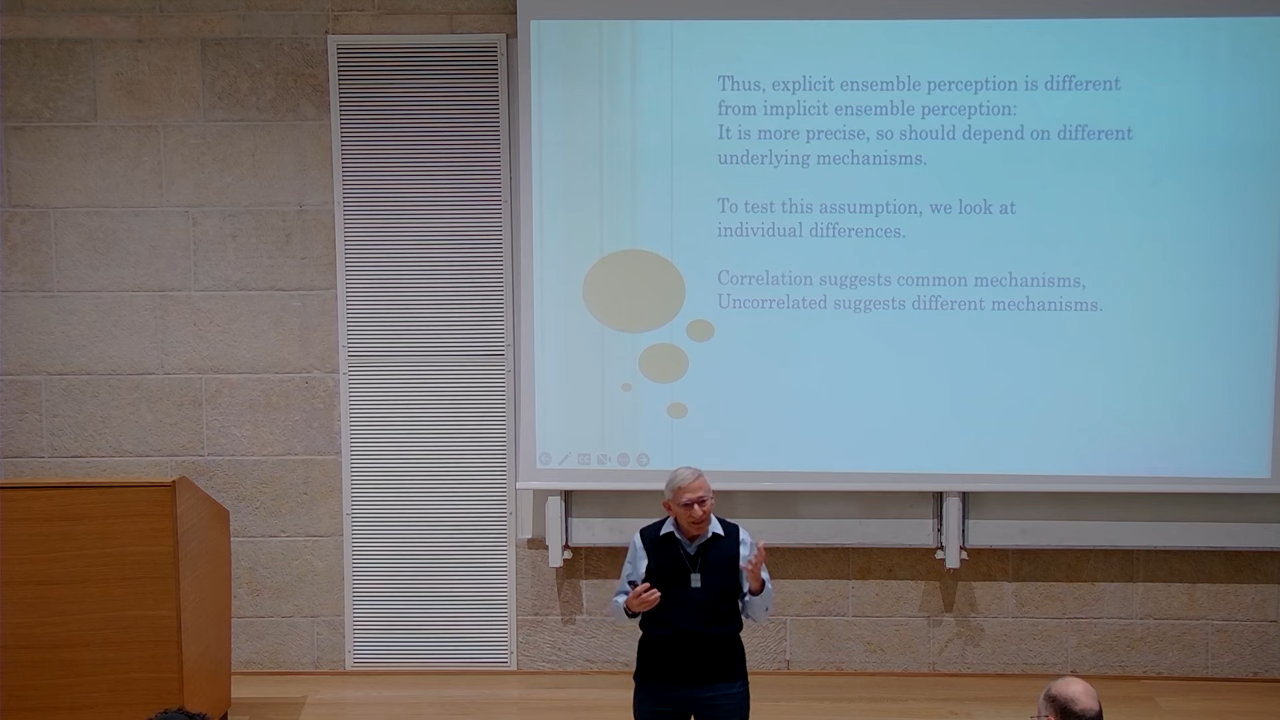 Thus, explicit ensemble perception is different
from implicit ensemble perception:
It is more precise, so should depend on different
underlying mechanisms.
To test this assumption, we look at
individual differences.
Correlation suggests common mechanisms,
Uncorrelated suggests different mechanisms.